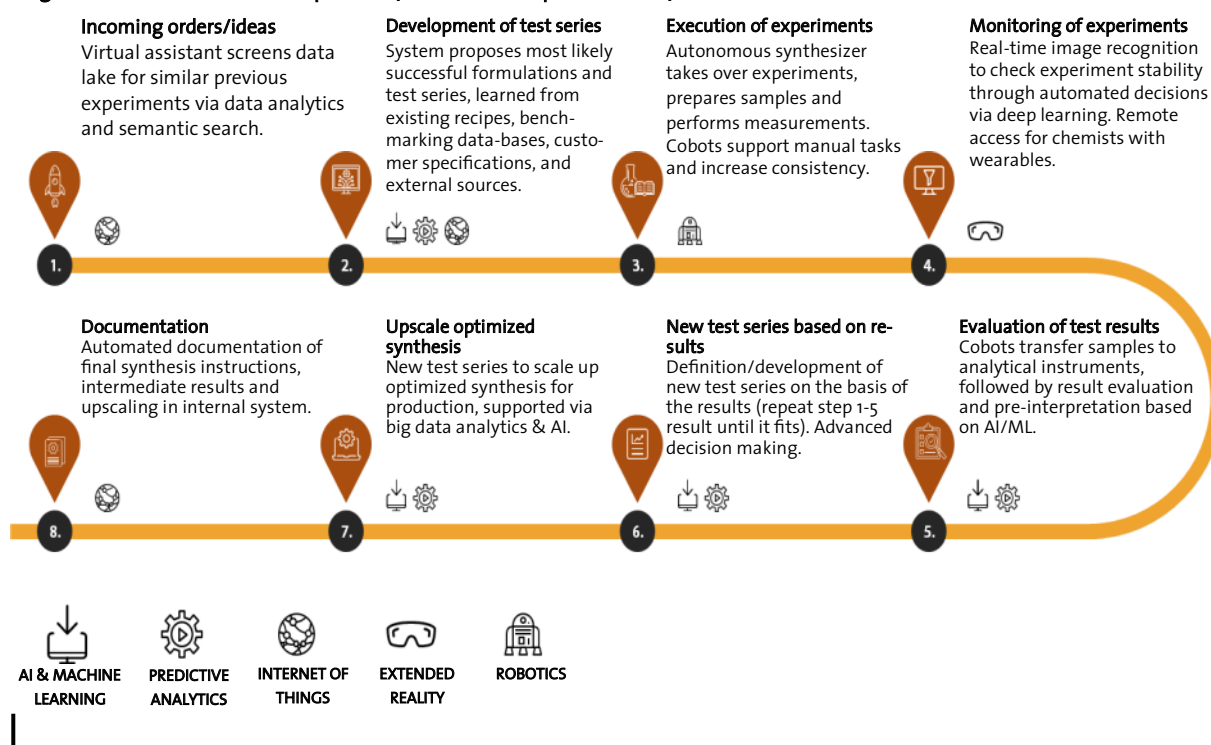 Incoming orders/ideas
Virtual assistant screens data
lake for similar previous
experiments via data analytics
and semantic search.
Development of test series
System proposes most likely
successful formulations and
test series, learned from
existing recipes, bench-
marking data-bases, custo-
mer specifications, and
external sources.
Execution of experiments
Autonomous synthesizer
takes over experiments,
prepares samples and
performs measurements.
Cobots support manual tasks
and increase consistency.
Monitoring of experiments
Real-time image recognition
to check experiment stability
through automated decisions
via deep learning. Remote
access for chemists with
wearables.
1.
2.
3.
4.
Documentation
Automated documentation of
final synthesis instructions,
intermediate results and
upscaling in internal system.
Upscale optimized
synthesis
New test series to scale up
optimized synthesis for
production, supported via
big data analytics & AI.
New test series based on re-
sults
Definition/development of
new test series on the basis of
the results (repeat step 1-5
result until it fits). Advanced
decision making.
Evaluation of test results
Cobots transfer samples to
analytical instruments,
followed by result evaluation
and pre-interpretation based
on AI/ML.
8.
7.
6.
5.
AI & MACHINE
LEARNING
PREDICTIVE
ANALYTICS
INTERNET OF
THINGS
EXTENDED
REALITY
ROBOTICS